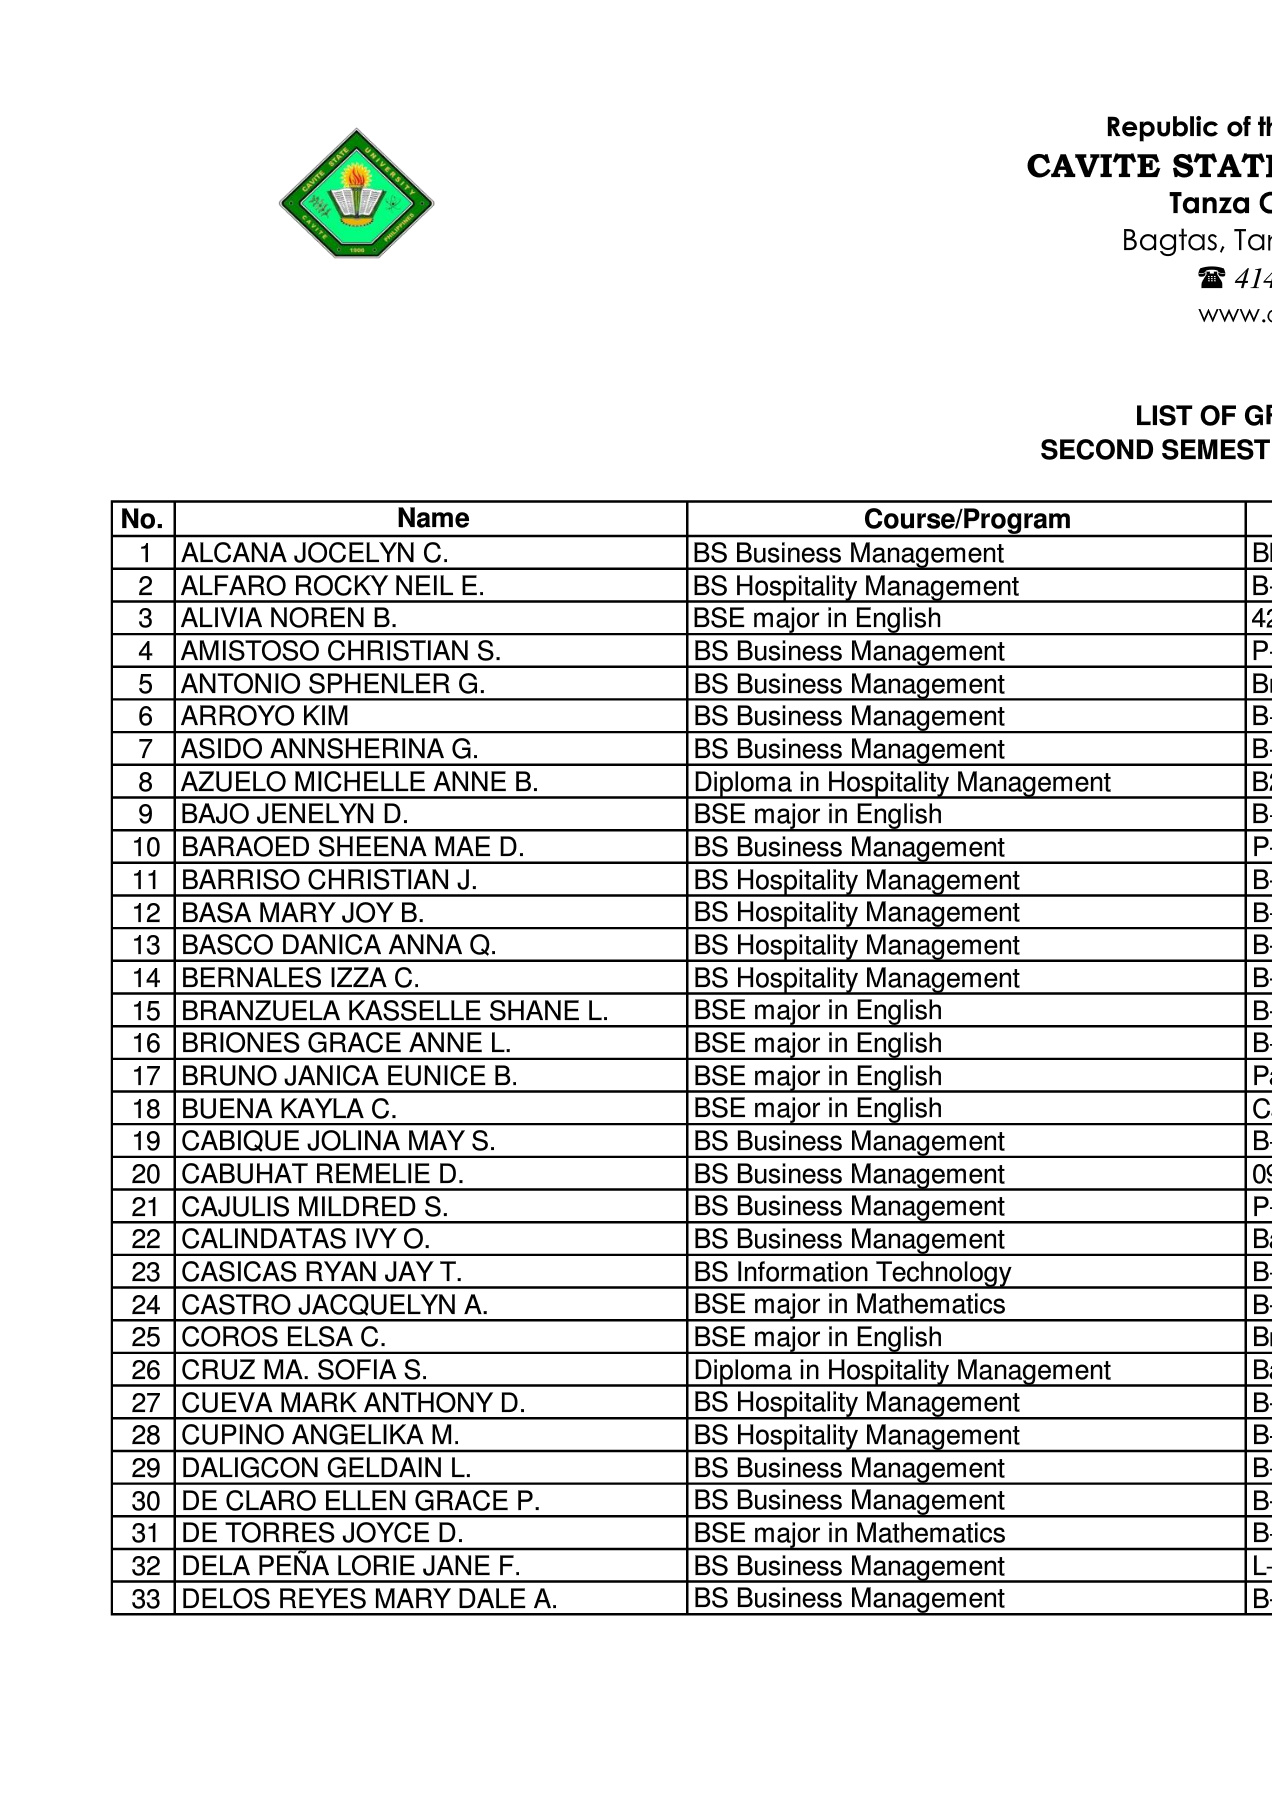 CAVITE STATE UNIVERSITY
CAVITE PHILIPPINES
1906
Republic of th
CAVITE STATE
Tanza C
Bagtas, Tan
☎ 414
www.c
LIST OF GR
SECOND SEMEST
No. Name Course/Program
1 ALCANA JOCELYN C. BS Business Management Bl
2 ALFARO ROCKY NEIL E. BS Hospitality Management B-
3 ALIVIA NOREN B. BSE major in English 42
4 AMISTOSO CHRISTIAN S. BS Business Management P-
5 ANTONIO SPHENLER G. BS Business Management Br
6 ARROYO KIM BS Business Management B-
7 ASIDO ANNSHERINA G. BS Business Management B-
8 AZUELO MICHELLE ANNE B. Diploma in Hospitality Management B2
9 BAJO JENELYN D. BSE major in English B-
10 BARAOED SHEENA MAE D. BS Business Management P-
11 BARRISO CHRISTIAN J. BS Hospitality Management B-
12 BASA MARY JOY B. BS Hospitality Management B-
13 BASCO DANICA ANNA Q. BS Hospitality Management B-
14 BERNALES IZZA C. BS Hospitality Management B-
15 BRANZUELA KASSELLE SHANE L. BSE major in English B-
16 BRIONES GRACE ANNE L. BSE major in English B-
17 BRUNO JANICA EUNICE B. BSE major in English Pa
18 BUENA KAYLA C. BSE major in English C
19 CABIQUE JOLINA MAY S. BS Business Management B-
20 CABUHAT REMELIE D. BS Business Management 09
21 CAJULIS MILDRED S. BS Business Management P-
22 CALINDATAS IVY O. BS Business Management Ba
23 CASICAS RYAN JAY T. BS Information Technology B-
24 CASTRO JACQUELYN A. BSE major in Mathematics B-
25 COROS ELSA C. BSE major in English Br
26 CRUZ MA. SOFIA S. Diploma in Hospitality Management Ba
27 CUEVA MARK ANTHONY D. BS Hospitality Management B-
28 CUPINO ANGELIKA M. BS Hospitality Management B-
29 DALIGCON GELDAIN L. BS Business Management B-
30 DE CLARO ELLEN GRACE P. BS Business Management B-
31 DE TORRES JOYCE D. BSE major in Mathematics B-
32 DELA PEÑA LORIE JANE F. BS Business Management L-
33 DELOS REYES MARY DALE A. BS Business Management B-